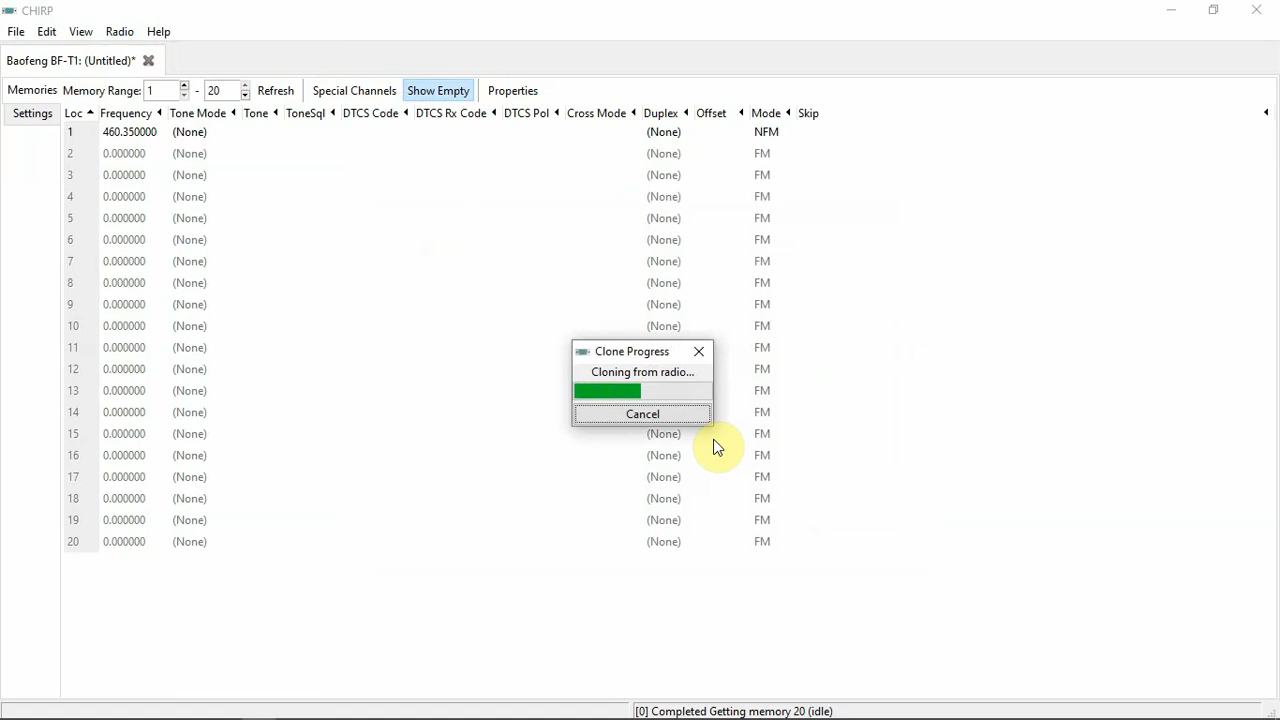 CHIRP
File Edit View Radio Help
Baofeng BF-T1: (Untitled)*
Memories Memory Range: 1 - 20 Refresh Special Channels Show Empty Properties
Settings Loc Frequency Tone Mode Tone ToneSql DTCS Code DTCS Rx Code DTCS Pol Cross Mode Duplex Offset Mode Skip
1 460.350000 (None) (None) NFM
2 0.000000 (None) (None) FM
3 0.000000 (None) (None) FM
4 0.000000 (None) (None) FM
5 0.000000 (None) (None) FM
6 0.000000 (None) (None) FM
7 0.000000 (None) (None) FM
8 0.000000 (None) (None) FM
9 0.000000 (None) (None) FM
10 0.000000 (None) (None) FM
11 0.000000 (None) FM
12 0.000000 (None) FM
13 0.000000 (None) FM
14 0.000000 (None) FM
15 0.000000 (None) (None) FM
16 0.000000 (None) (None) FM
17 0.000000 (None) (None) FM
18 0.000000 (None) (None) FM
19 0.000000 (None) (None) FM
20 0.000000 (None) (None) FM
Clone Progress
Cloning from radio...
Cancel
[0] Completed Getting memory 20 (idle)